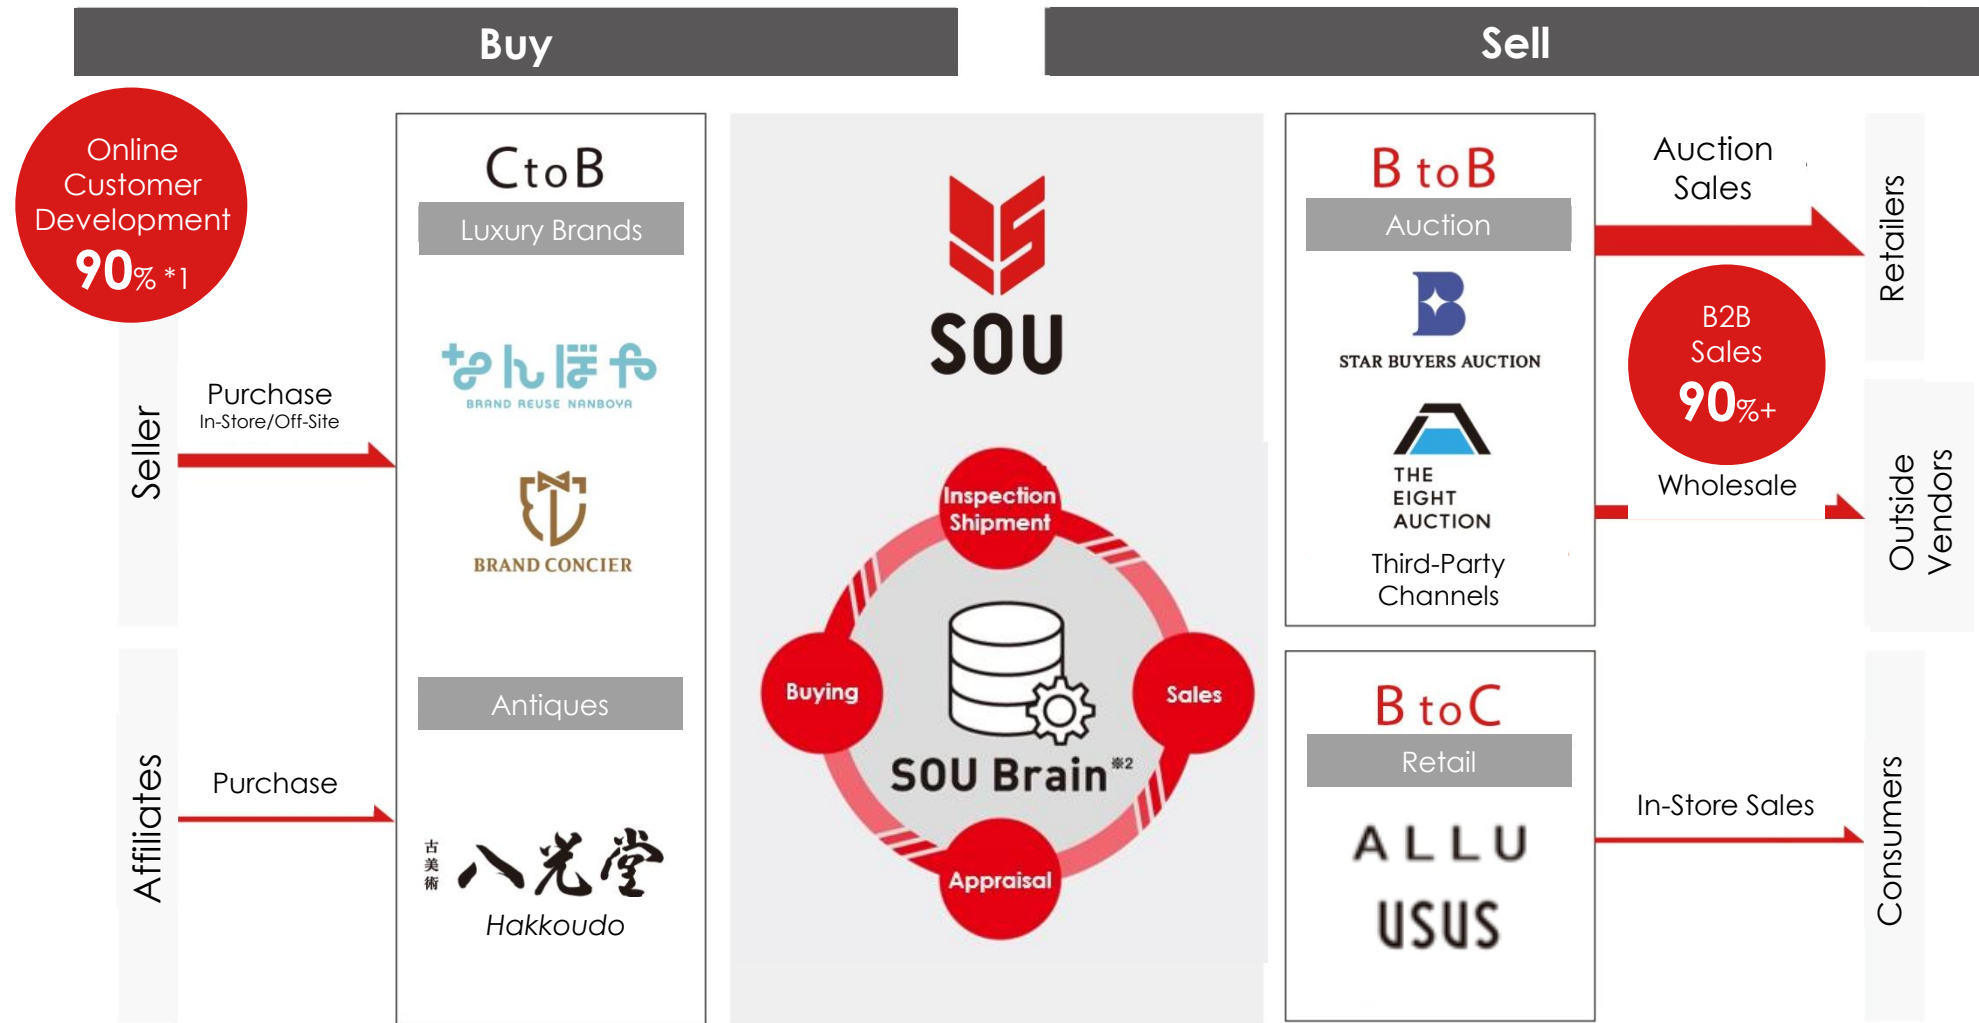 Buy
Sell
Online
Customer
Development
90% *1
Seller
Purchase
In-Store/Off-Site
Affiliates
Purchase
CtoB
Luxury Brands
なんぼや
BRAND REUSE NANBOYA
BRAND CONCIER
Antiques
古美術
八光堂
Hakkoudo
SOU
Inspection
Shipment
Buying
Sales
SOU Brain※2
Appraisal
B to B
Auction
B
STAR BUYERS AUCTION
THE
EIGHT
AUCTION
Third-Party
Channels
B to C
Retail
ALLU
USUS
Auction
Sales
B2B
Sales
90%+
Wholesale
In-Store Sales
Retailers
Outside
Vendors
Consumers